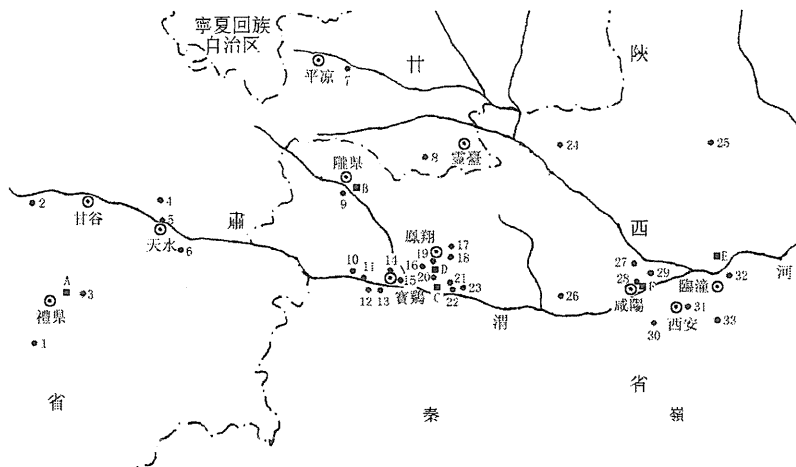 寧夏回族
自治区
平凉
7
甘
陝
隴県
B
8
靈臺
24
25
9
2
甘谷
4
5
天水
6
肅
鳳翔
19
17
18
西
10
11
14
16
15
20
D
21
C
22
23
12
13
寶鶏
26
27
28
29
F
咸陽
E
臨潼
32
河
A
3
禮県
西安
31
33
30
渭
1
省
秦
省
嶺